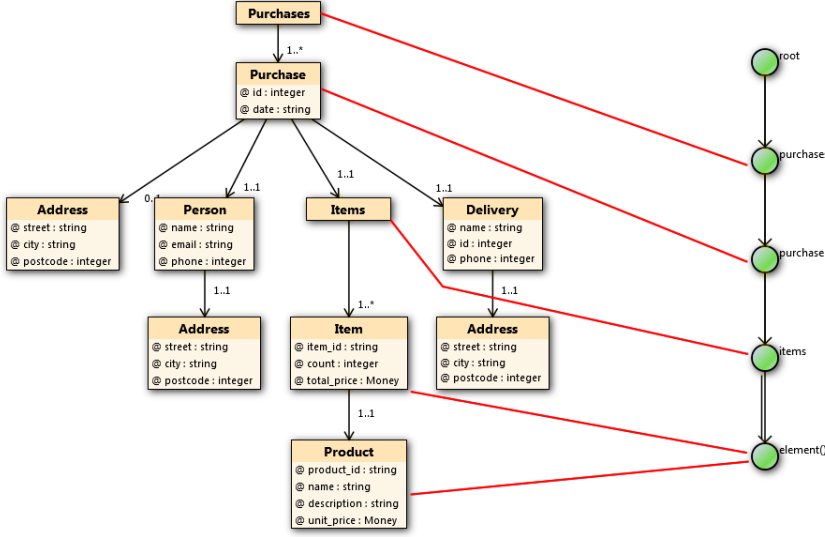 Purchases
1..*
root
Purchase
@ id : integer
@ date : string
purchases
1..1
0..1
1..1
1..1
Address
@ street : string
@ city : string
@ postcode : integer
Person
@ name : string
@ email : string
@ phone : integer
Items
Delivery
@ name : string
@ id : integer
@ phone : integer
purchase
1..1
1..*
1..1
Address
@ street : string
@ city : string
@ postcode : integer
Item
@ item_id : string
@ count : integer
@ total_price : Money
Address
@ street : string
@ city : string
@ postcode : integer
items
1..1
Product
@ product_id : string
@ name : string
@ description : string
@ unit_price : Money
element()